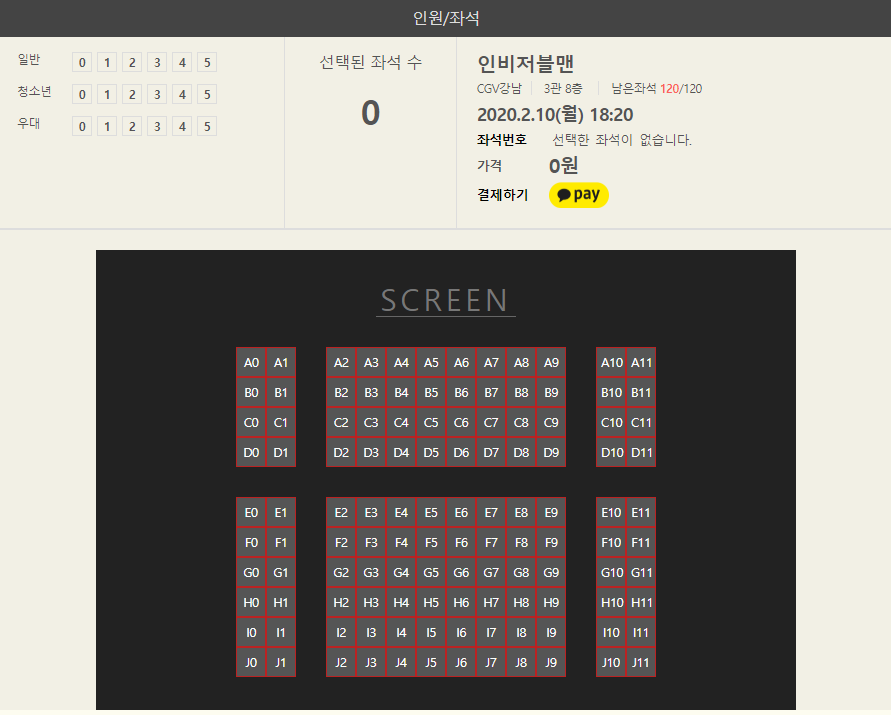 인원/좌석
일반 0 1 2 3 4 5
청소년 0 1 2 3 4 5
우대 0 1 2 3 4 5
선택된 좌석 수
0
인비저블맨
CGV강남 3관 8층 남은좌석 120/120
2020.2.10(월) 18:20
좌석번호 선택한 좌석이 없습니다.
가격 0원
결제하기 pay
SCREEN
A0 A1 A2 A3 A4 A5 A6 A7 A8 A9 A10 A11
B0 B1 B2 B3 B4 B5 B6 B7 B8 B9 B10 B11
C0 C1 C2 C3 C4 C5 C6 C7 C8 C9 C10 C11
D0 D1 D2 D3 D4 D5 D6 D7 D8 D9 D10 D11
E0 E1 E2 E3 E4 E5 E6 E7 E8 E9 E10 E11
F0 F1 F2 F3 F4 F5 F6 F7 F8 F9 F10 F11
G0 G1 G2 G3 G4 G5 G6 G7 G8 G9 G10 G11
H0 H1 H2 H3 H4 H5 H6 H7 H8 H9 H10 H11
I0 I1 I2 I3 I4 I5 I6 I7 I8 I9 I10 I11
J0 J1 J2 J3 J4 J5 J6 J7 J8 J9 J10 J11